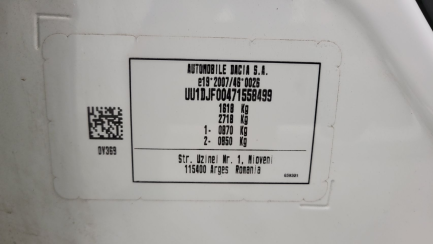 AUTOMOBILE DACIA S.A.
e19*2007/46*0026
UU1DJF00471558499
1618 Kg
2718 Kg
1- 0870 Kg
2- 0850 Kg
DV369
Str. Uzinei Nr. 1, Mioveni
115400 Arges Romania